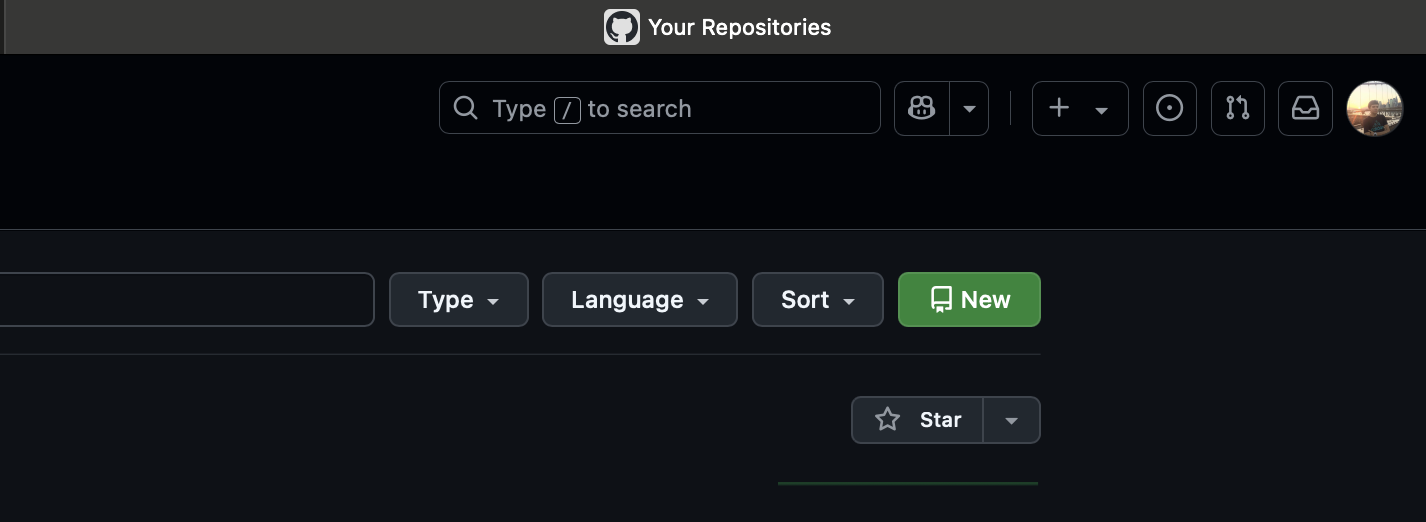 Your Repositories
Type / to search
Type
Language
Sort
New
Star